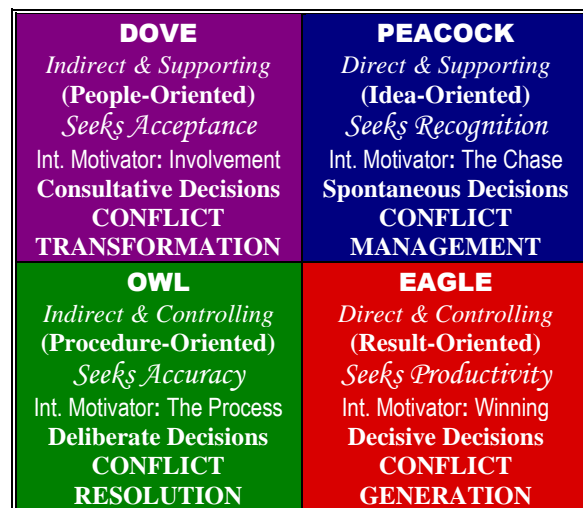 DOVE
Indirect & Supporting
(People-Oriented)
Seeks Acceptance
Int. Motivator: Involvement
Consultative Decisions
CONFLICT
TRANSFORMATION
PEACOCK
Direct & Supporting
(Idea-Oriented)
Seeks Recognition
Int. Motivator: The Chase
Spontaneous Decisions
CONFLICT
MANAGEMENT
OWL
Indirect & Controlling
(Procedure-Oriented)
Seeks Accuracy
Int. Motivator: The Process
Deliberate Decisions
CONFLICT
RESOLUTION
EAGLE
Direct & Controlling
(Result-Oriented)
Seeks Productivity
Int. Motivator: Winning
Decisive Decisions
CONFLICT
GENERATION